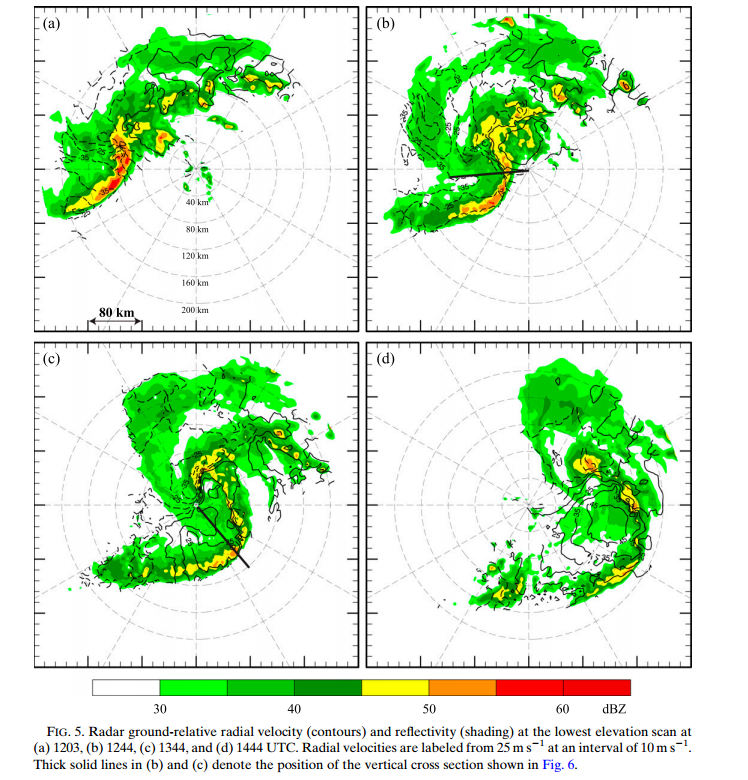 (a)
(b)
40 km
80 km
120 km
160 km
200 km
80 km
(c)
(d)
30 40 50 60 dBZ
FIG. 5. Radar ground-relative radial velocity (contours) and reflectivity (shading) at the lowest elevation scan at
(a) 1203, (b) 1244, (c) 1344, and (d) 1444 UTC. Radial velocities are labeled from 25 m s⁻¹ at an interval of 10 m s⁻¹.
Thick solid lines in (b) and (c) denote the position of the vertical cross section shown in Fig. 6.